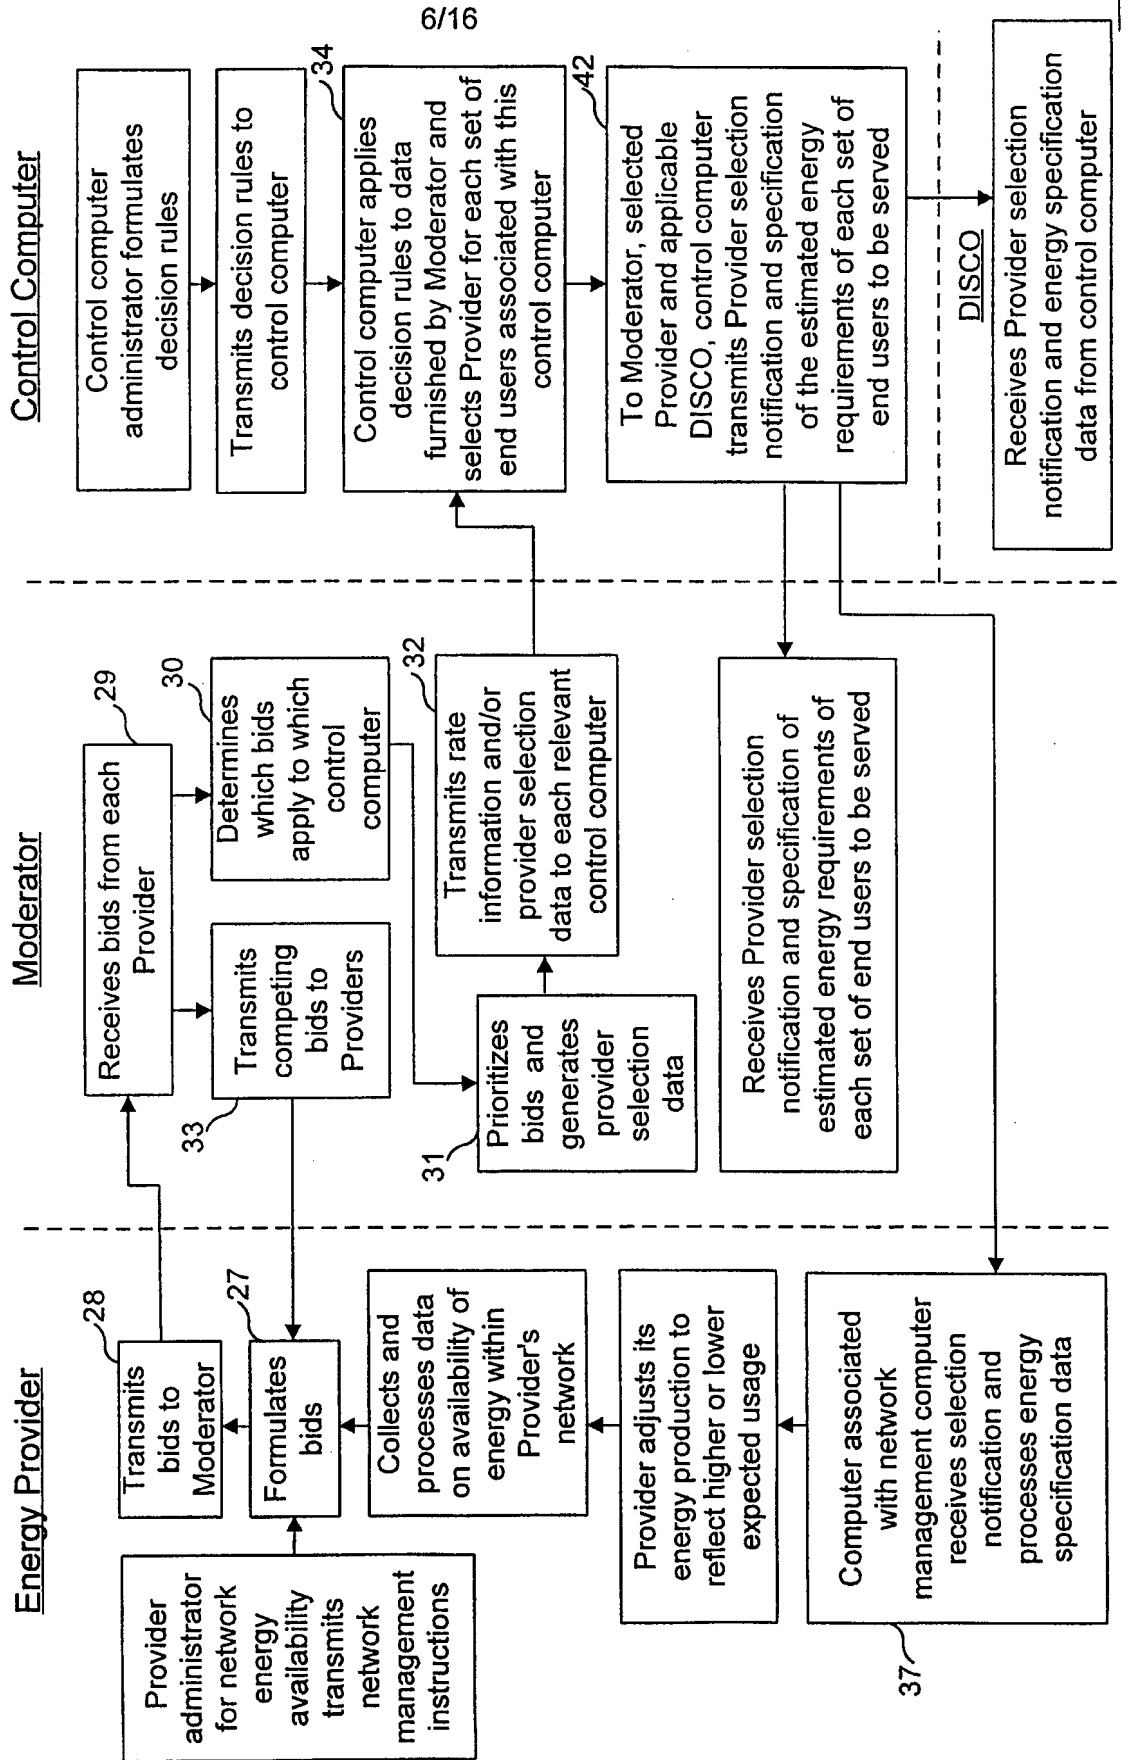 6/16
Energy Provider
Provider
administrator
for network
energy
availability
transmits
network
management
instructions
28
Transmits
bids to
Moderator
27
Formulates
bids
Collects and
processes data
on availability of
energy within
Provider's
network
Provider adjusts its
energy production to
reflect higher or lower
expected usage
Computer associated
with network
management computer
receives selection
notification and
processes energy
specification data
37
Moderator
29
Receives bids from each
Provider
33
Transmits
competing
bids to
Providers
30
Determines
which bids
apply to which
control
computer
31
Prioritizes
bids and
generates
provider
selection
data
32
Transmits rate
information and/or
provider selection
data to each relevant
control computer
Receives Provider selection
notification and specification of
estimated energy requirements of
each set of end users to be served
Control Computer
Control computer
administrator formulates
decision rules
Transmits decision rules to
control computer
34
Control computer applies
decision rules to data
furnished by Moderator and
selects Provider for each set of
end users associated with this
control computer
42
To Moderator, selected
Provider and applicable
DISCO, control computer
transmits Provider selection
notification and specification
of the estimated energy
requirements of each set of
end users to be served
DISCO
Receives Provider selection
notification and energy specification
data from control computer